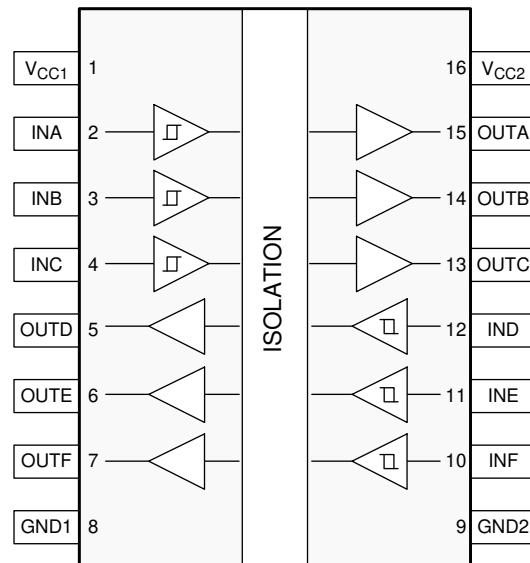 VCC1 1 16 VCC2
INA 2 15 OUTA
INB 3 14 OUTB
INC 4 13 OUTC
ISOLATION
OUTD 5 12 IND
OUTE 6 11 INE
OUTF 7 10 INF
GND1 8 9 GND2